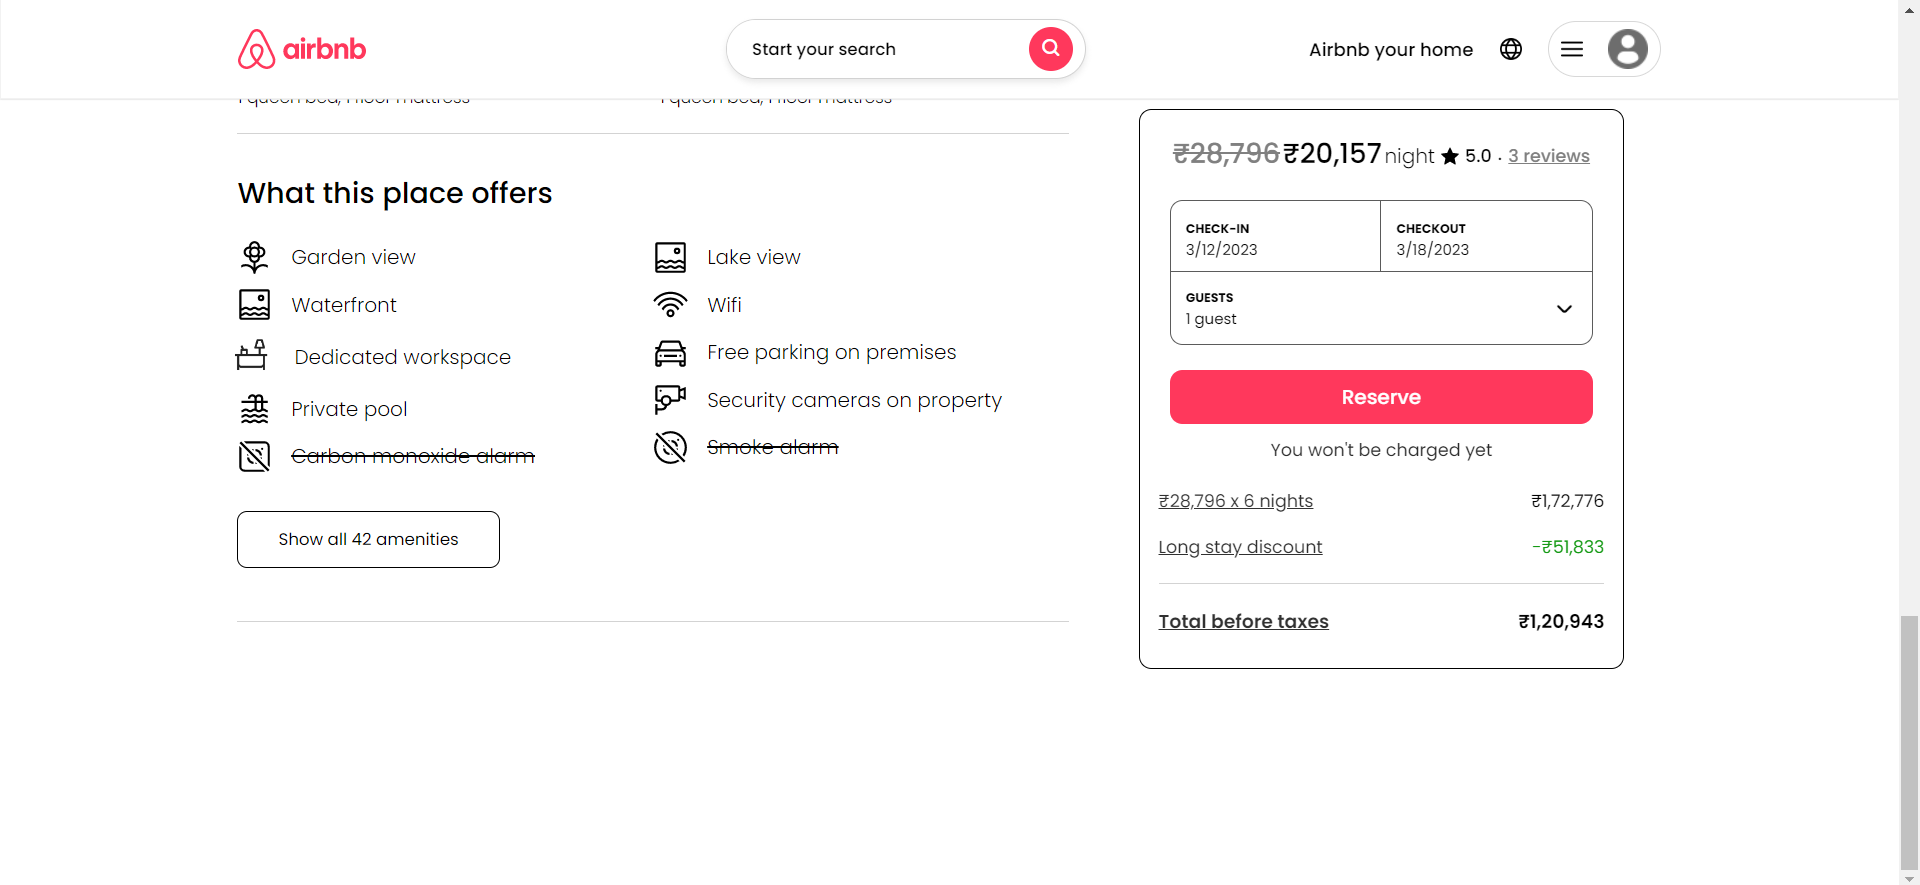 airbnb
Start your search
Airbnb your home
1 queen bed, 1 floor mattress
1 queen bed, 1 floor mattress
What this place offers
Garden view
Lake view
Waterfront
Wifi
Dedicated workspace
Free parking on premises
Private pool
Security cameras on property
Carbon monoxide alarm
Smoke alarm
Show all 42 amenities
₹28,796 ₹20,157 night ★ 5.0 · 3 reviews
CHECK-IN
3/12/2023
CHECKOUT
3/18/2023
GUESTS
1 guest
Reserve
You won't be charged yet
₹28,796 x 6 nights ₹1,72,776
Long stay discount -₹51,833
Total before taxes ₹1,20,943